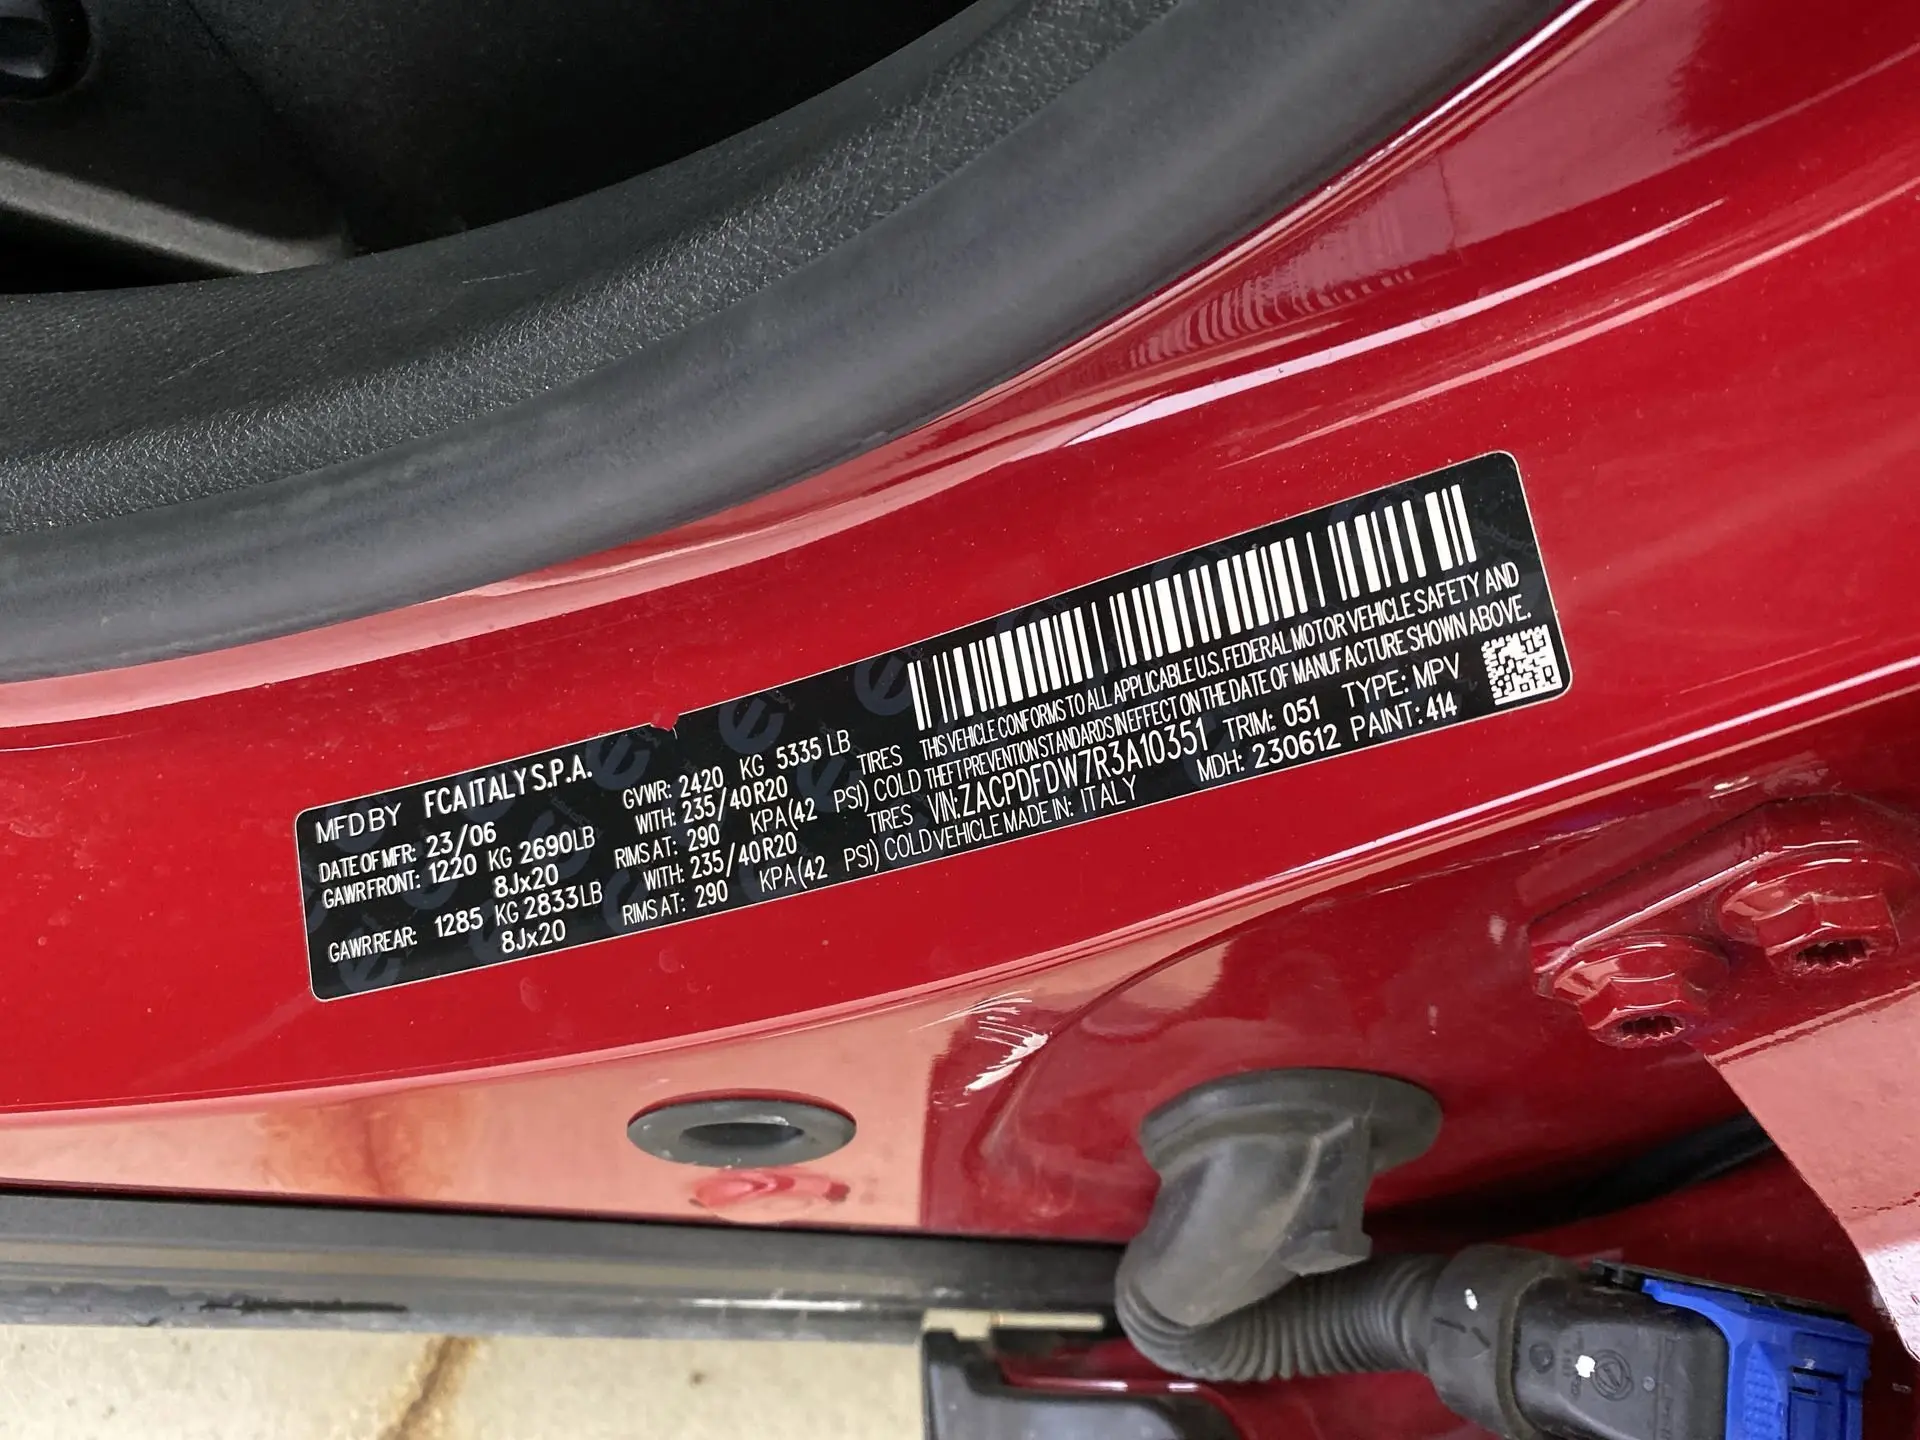 MFD BY FCA ITALY S.P.A.
DATE OF MFR: 23/06 GVWR: 2420 KG 5335 LB
GAWR FRONT: 1220 KG 2690LB WITH: 235/40R20 TIRES
8Jx20 RIMS AT: 290 KPA(42 PSI) COLD
GAWR REAR: 1285 KG 2833LB WITH: 235/40R20 TIRES
8Jx20 RIMS AT: 290 KPA(42 PSI) COLD
THIS VEHICLE CONFORMS TO ALL APPLICABLE U.S. FEDERAL MOTOR VEHICLE SAFETY AND
THEFT PREVENTION STANDARDS IN EFFECT ON THE DATE OF MANUFACTURE SHOWN ABOVE.
VIN:ZACPDFDW7R3A10351 TRIM: 051 TYPE: MPV
VEHICLE MADE IN: ITALY MDH: 230612 PAINT: 414